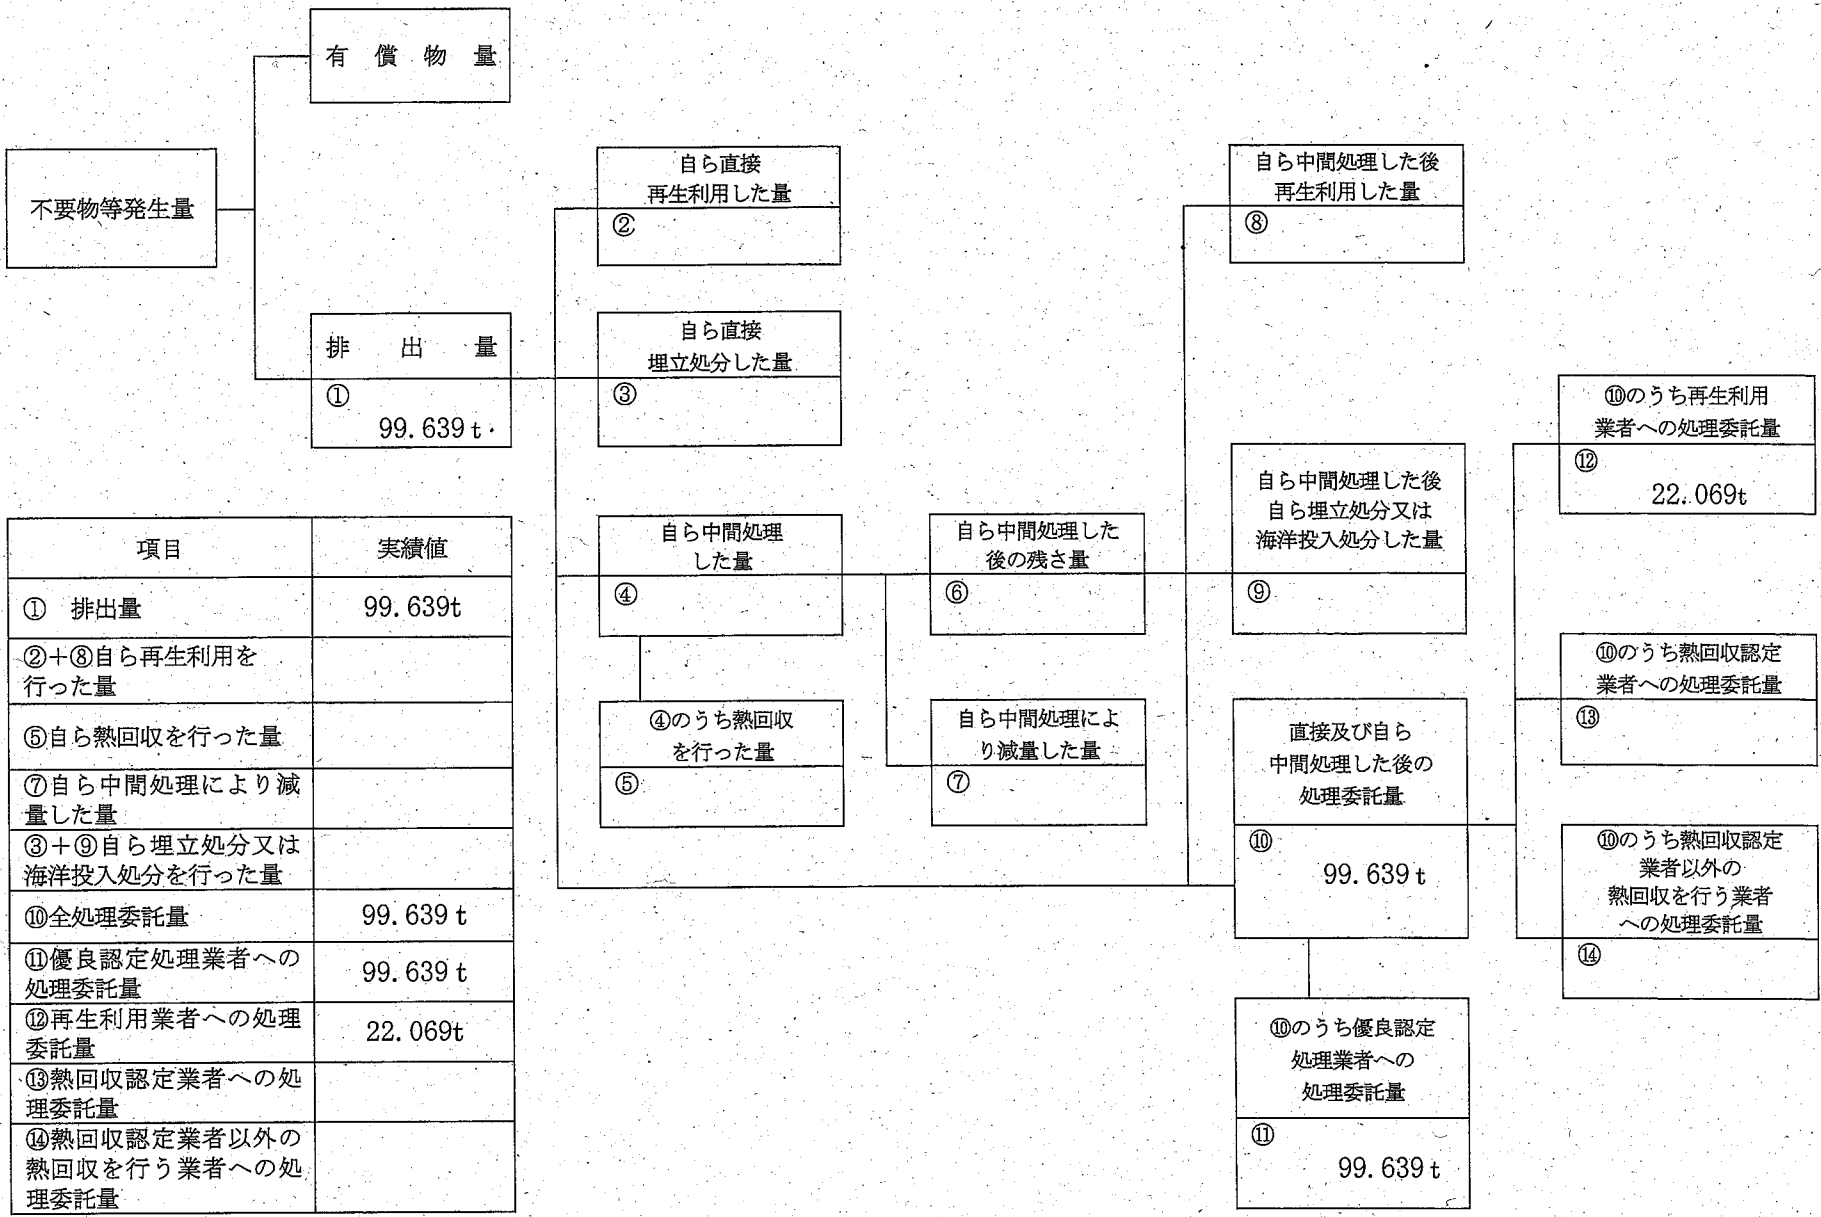 有償物量
不要物等発生量
排出量
①
99.639t
自ら直接
再生利用した量
②
自ら直接
埋立処分した量
③
自ら中間処理
した量
④
④のうち熱回収
を行った量
⑤
自ら中間処理した
後の残さ量
⑥
自ら中間処理によ
り減量した量
⑦
自ら中間処理した後
再生利用した量
⑧
自ら中間処理した後
自ら埋立処分又は
海洋投入処分した量
⑨
直接及び自ら
中間処理した後の
処理委託量
⑩
99.639t
⑩のうち優良認定
処理業者への
処理委託量
⑪
99.639t
⑩のうち再生利用
業者への処理委託量
⑫
22.069t
⑩のうち熱回収認定
業者への処理委託量
⑬
⑩のうち熱回収認定
業者以外の
熱回収を行う業者
への処理委託量
⑭
項目 実績値
① 排出量 99.639t
②+⑧自ら再生利用を
行った量
⑤自ら熱回収を行った量
⑦自ら中間処理により減
量した量
③+⑨自ら埋立処分又は
海洋投入処分を行った量
⑩全処理委託量 99.639t
⑪優良認定処理業者への
処理委託量 99.639t
⑫再生利用業者への処理
委託量 22.069t
⑬熱回収認定業者への処
理委託量
⑭熱回収認定業者以外の
熱回収を行う業者への処
理委託量